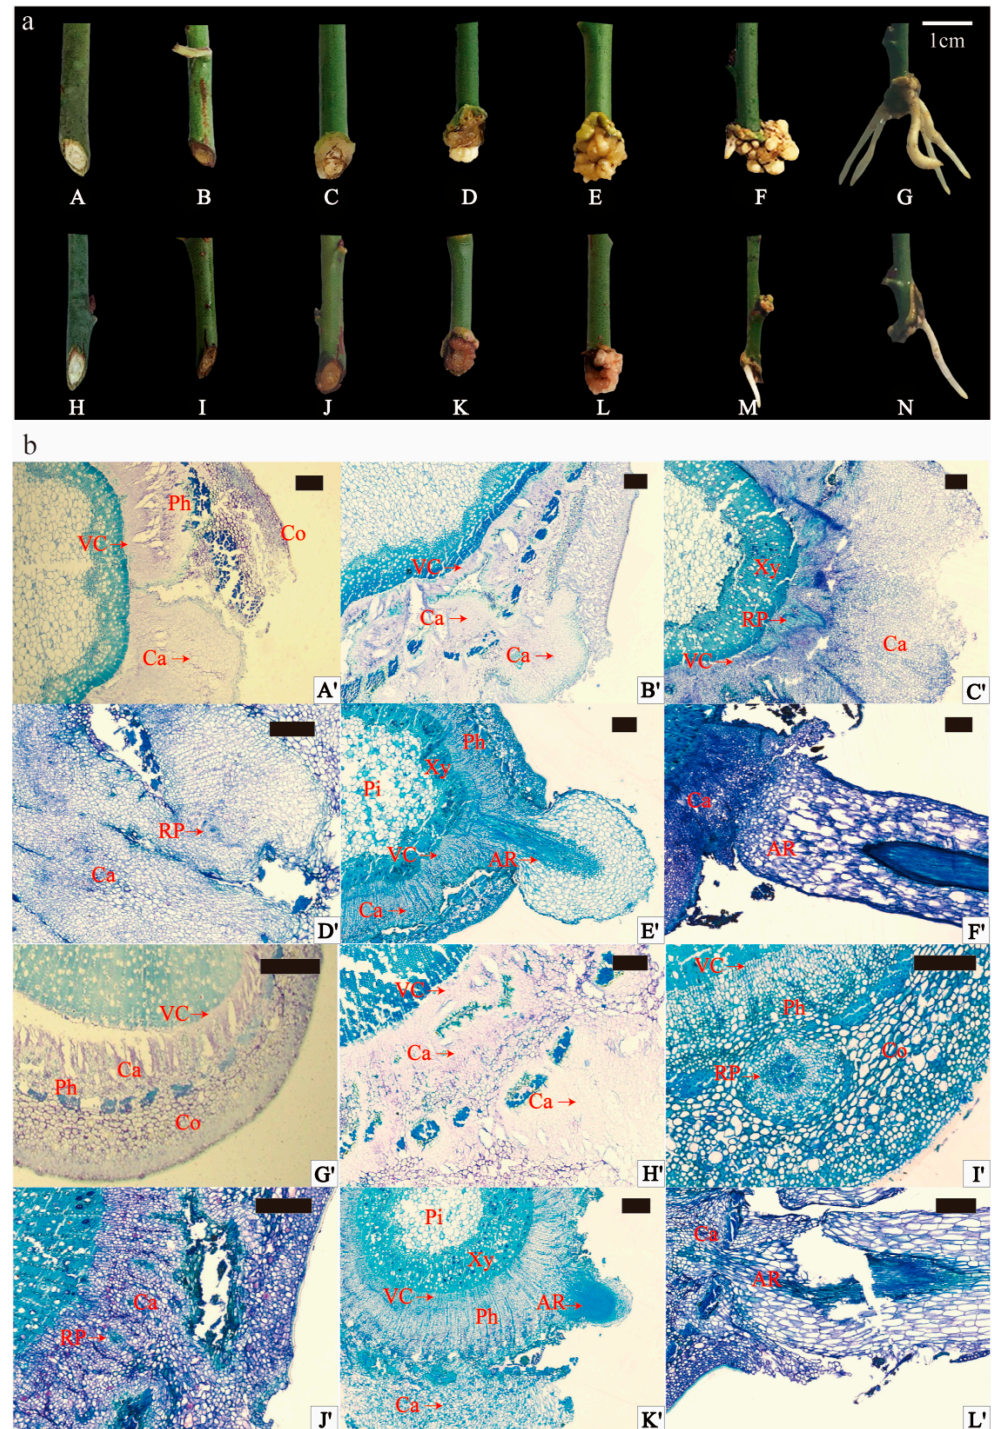 a
1cm
A B C D E F G
H I J K L M N
b
Ph
Co
VC
Ca
A'
VC
Ca
Ca
B'
Xy
RP
Ca
VC
C'
RP
Ca
D'
Ph
Xy
Pi
VC
AR
Ca
E'
Ca
AR
F'
VC
Ca
Ph
Co
G'
VC
Ca
Ca
H'
VC
Ph
Co
RP
I'
Ca
RP
J'
Pi
Xy
VC
AR
Ph
Ca
K'
Ca
AR
L'